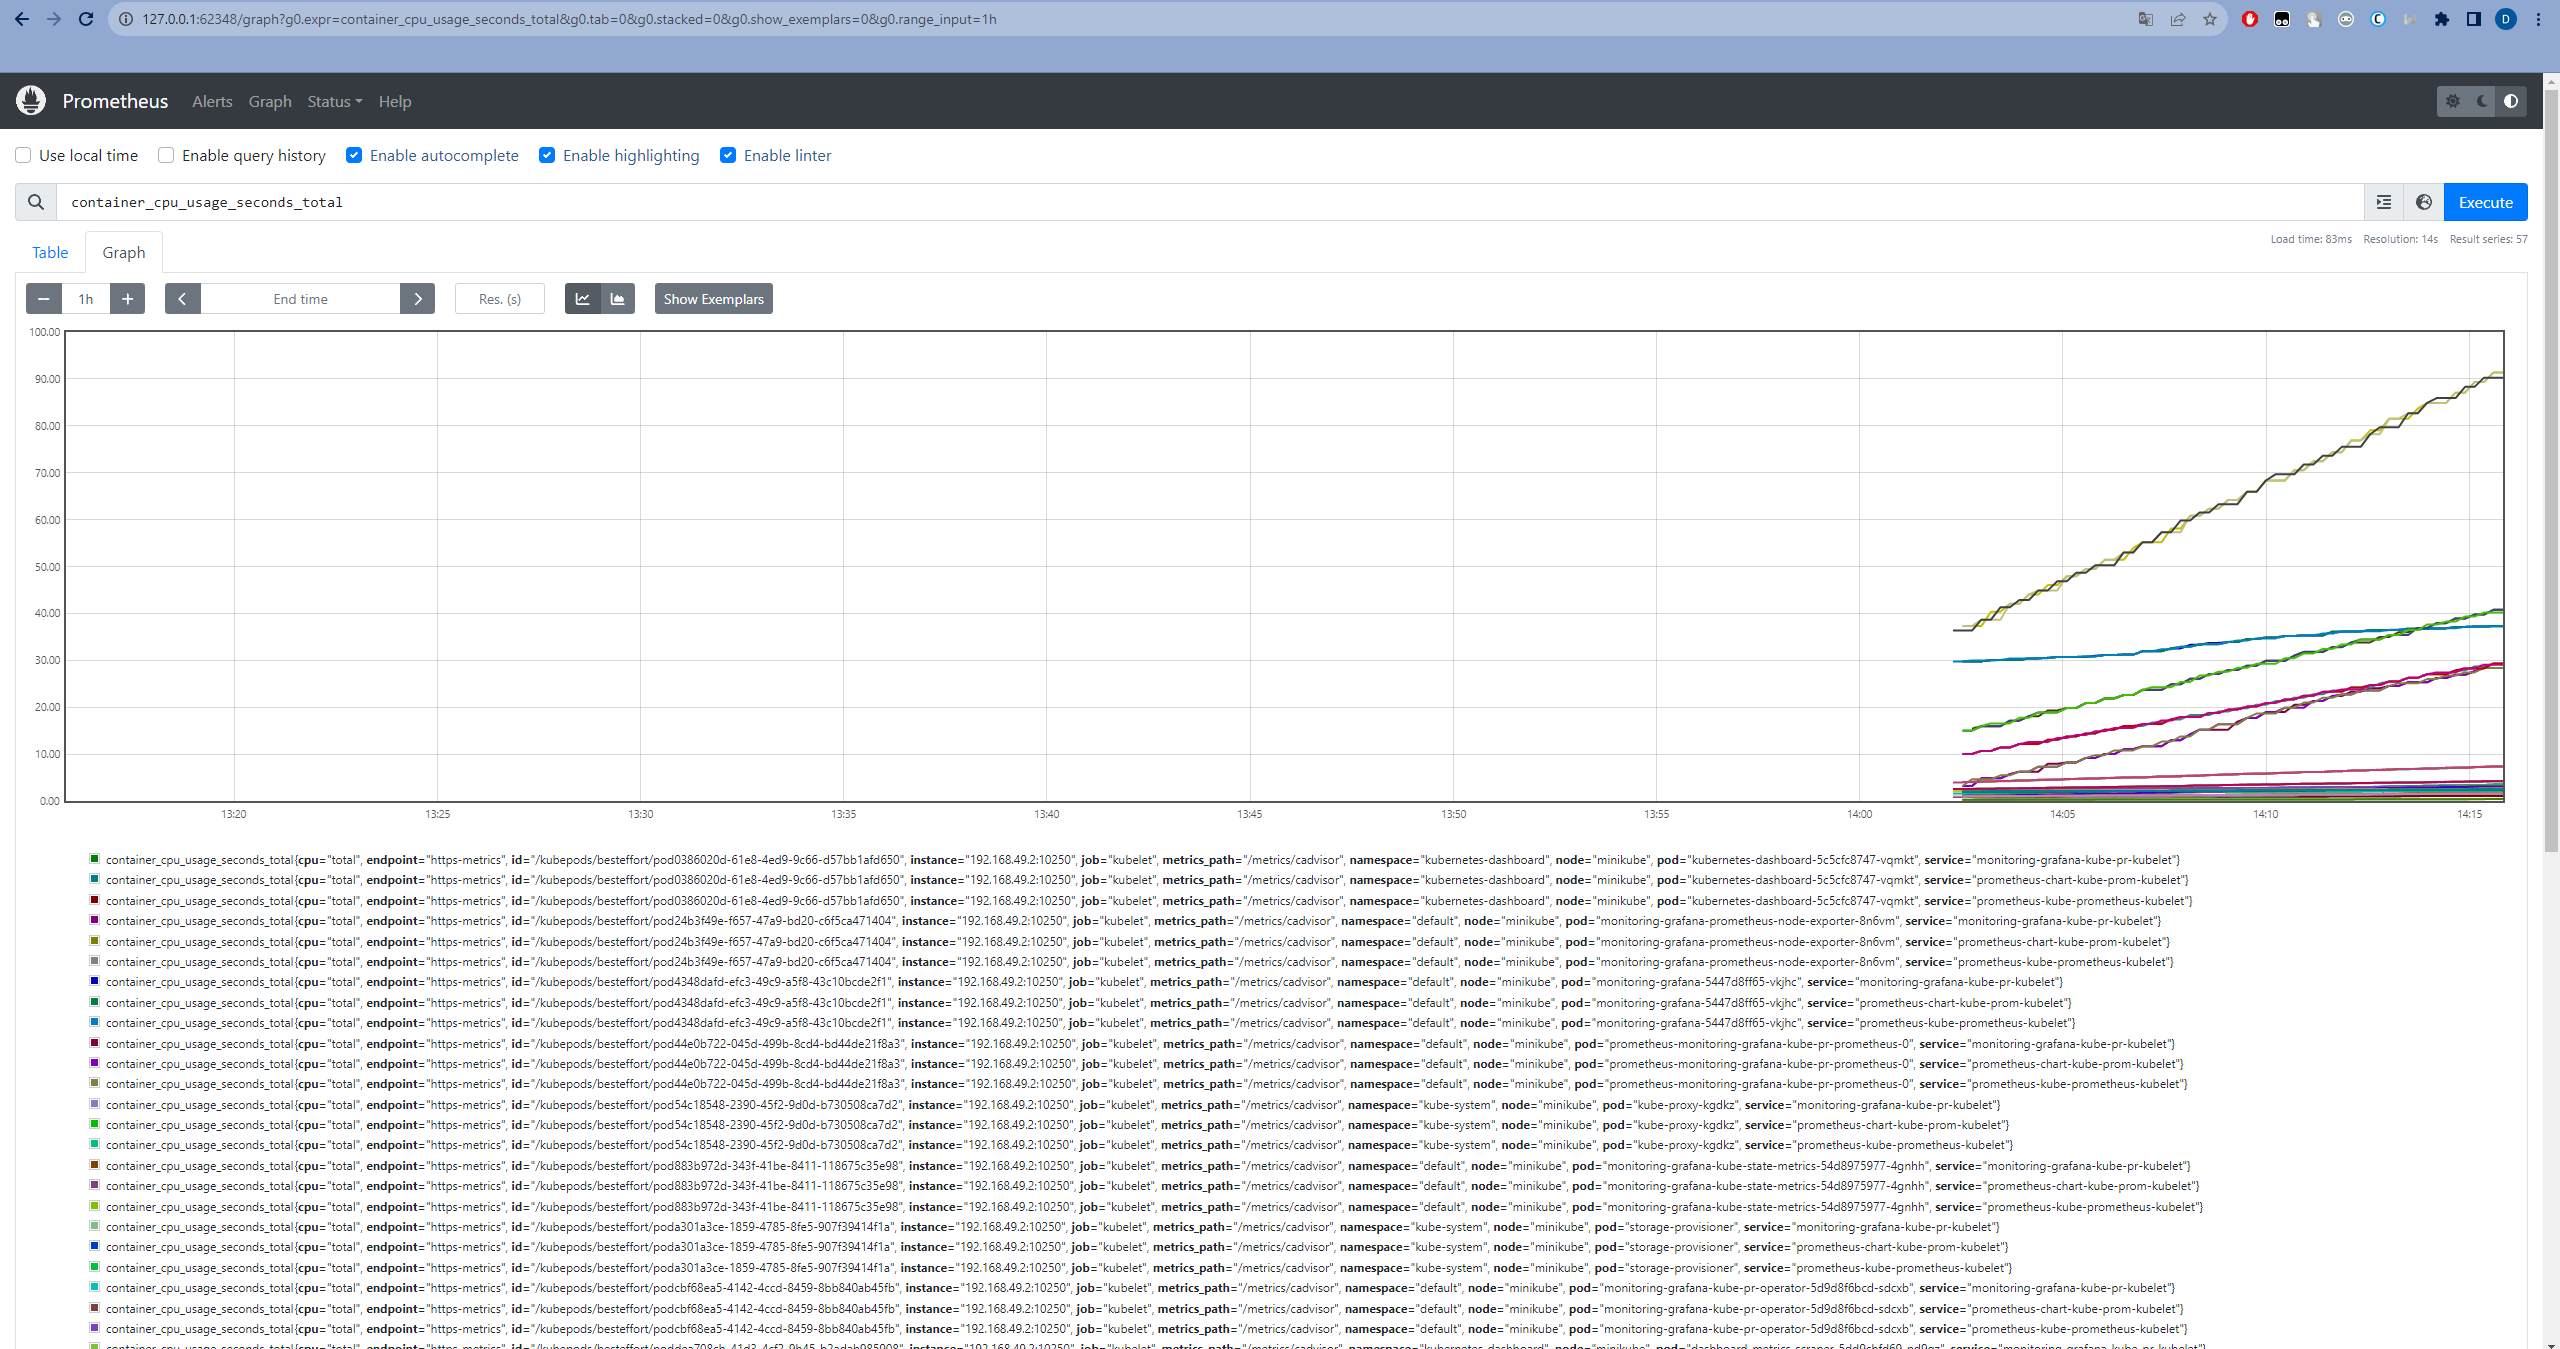 127.0.0.1:62348/graph?g0.expr=container_cpu_usage_seconds_total&g0.tab=0&g0.stacked=0&g0.show_exemplars=0&g0.range_input=1h
D
Prometheus Alerts Graph Status Help
Use local time Enable query history Enable autocomplete Enable highlighting Enable linter
container_cpu_usage_seconds_total Execute
Table Graph Load time: 83ms Resolution: 14s Result series: 57
1h End time Res. (s) Show Exemplars
100.00
90.00
80.00
70.00
60.00
50.00
40.00
30.00
20.00
10.00
0.00
13:20 13:25 13:30 13:35 13:40 13:45 13:50 13:55 14:00 14:05 14:10 14:15
container_cpu_usage_seconds_total{cpu="total", endpoint="https-metrics", id="/kubepods/besteffort/pod0386020d-61e8-4ed9-9c66-d57bb1afd650", instance="192.168.49.2:10250", job="kubelet", metrics_path="/metrics/cadvisor", namespace="kubernetes-dashboard", node="minikube", pod="kubernetes-dashboard-5c5cfc8747-vqmkt", service="monitoring-grafana-kube-pr-kubelet"}
container_cpu_usage_seconds_total{cpu="total", endpoint="https-metrics", id="/kubepods/besteffort/pod0386020d-61e8-4ed9-9c66-d57bb1afd650", instance="192.168.49.2:10250", job="kubelet", metrics_path="/metrics/cadvisor", namespace="kubernetes-dashboard", node="minikube", pod="kubernetes-dashboard-5c5cfc8747-vqmkt", service="prometheus-chart-kube-prom-kubelet"}
container_cpu_usage_seconds_total{cpu="total", endpoint="https-metrics", id="/kubepods/besteffort/pod0386020d-61e8-4ed9-9c66-d57bb1afd650", instance="192.168.49.2:10250", job="kubelet", metrics_path="/metrics/cadvisor", namespace="kubernetes-dashboard", node="minikube", pod="kubernetes-dashboard-5c5cfc8747-vqmkt", service="prometheus-kube-prometheus-kubelet"}
container_cpu_usage_seconds_total{cpu="total", endpoint="https-metrics", id="/kubepods/besteffort/pod24b3f49e-f657-47a9-bd20-c6f5ca471404", instance="192.168.49.2:10250", job="kubelet", metrics_path="/metrics/cadvisor", namespace="default", node="minikube", pod="monitoring-grafana-prometheus-node-exporter-8n6vm", service="monitoring-grafana-kube-pr-kubelet"}
container_cpu_usage_seconds_total{cpu="total", endpoint="https-metrics", id="/kubepods/besteffort/pod24b3f49e-f657-47a9-bd20-c6f5ca471404", instance="192.168.49.2:10250", job="kubelet", metrics_path="/metrics/cadvisor", namespace="default", node="minikube", pod="monitoring-grafana-prometheus-node-exporter-8n6vm", service="prometheus-chart-kube-prom-kubelet"}
container_cpu_usage_seconds_total{cpu="total", endpoint="https-metrics", id="/kubepods/besteffort/pod24b3f49e-f657-47a9-bd20-c6f5ca471404", instance="192.168.49.2:10250", job="kubelet", metrics_path="/metrics/cadvisor", namespace="default", node="minikube", pod="monitoring-grafana-prometheus-node-exporter-8n6vm", service="prometheus-kube-prometheus-kubelet"}
container_cpu_usage_seconds_total{cpu="total", endpoint="https-metrics", id="/kubepods/besteffort/pod4348dafd-efc3-49c9-a5f8-43c10bcde2f1", instance="192.168.49.2:10250", job="kubelet", metrics_path="/metrics/cadvisor", namespace="default", node="minikube", pod="monitoring-grafana-5447d8ff65-vkjhc", service="monitoring-grafana-kube-pr-kubelet"}
container_cpu_usage_seconds_total{cpu="total", endpoint="https-metrics", id="/kubepods/besteffort/pod4348dafd-efc3-49c9-a5f8-43c10bcde2f1", instance="192.168.49.2:10250", job="kubelet", metrics_path="/metrics/cadvisor", namespace="default", node="minikube", pod="monitoring-grafana-5447d8ff65-vkjhc", service="prometheus-chart-kube-prom-kubelet"}
container_cpu_usage_seconds_total{cpu="total", endpoint="https-metrics", id="/kubepods/besteffort/pod4348dafd-efc3-49c9-a5f8-43c10bcde2f1", instance="192.168.49.2:10250", job="kubelet", metrics_path="/metrics/cadvisor", namespace="default", node="minikube", pod="monitoring-grafana-5447d8ff65-vkjhc", service="prometheus-kube-prometheus-kubelet"}
container_cpu_usage_seconds_total{cpu="total", endpoint="https-metrics", id="/kubepods/besteffort/pod44e0b722-045d-499b-8cd4-bd44de21f8a3", instance="192.168.49.2:10250", job="kubelet", metrics_path="/metrics/cadvisor", namespace="default", node="minikube", pod="prometheus-monitoring-grafana-kube-pr-prometheus-0", service="monitoring-grafana-kube-pr-kubelet"}
container_cpu_usage_seconds_total{cpu="total", endpoint="https-metrics", id="/kubepods/besteffort/pod44e0b722-045d-499b-8cd4-bd44de21f8a3", instance="192.168.49.2:10250", job="kubelet", metrics_path="/metrics/cadvisor", namespace="default", node="minikube", pod="prometheus-monitoring-grafana-kube-pr-prometheus-0", service="prometheus-chart-kube-prom-kubelet"}
container_cpu_usage_seconds_total{cpu="total", endpoint="https-metrics", id="/kubepods/besteffort/pod44e0b722-045d-499b-8cd4-bd44de21f8a3", instance="192.168.49.2:10250", job="kubelet", metrics_path="/metrics/cadvisor", namespace="default", node="minikube", pod="prometheus-monitoring-grafana-kube-pr-prometheus-0", service="prometheus-kube-prometheus-kubelet"}
container_cpu_usage_seconds_total{cpu="total", endpoint="https-metrics", id="/kubepods/besteffort/pod54c18548-2390-45f2-9d0d-b730508ca7d2", instance="192.168.49.2:10250", job="kubelet", metrics_path="/metrics/cadvisor", namespace="kube-system", node="minikube", pod="kube-proxy-kgdkz", service="monitoring-grafana-kube-pr-kubelet"}
container_cpu_usage_seconds_total{cpu="total", endpoint="https-metrics", id="/kubepods/besteffort/pod54c18548-2390-45f2-9d0d-b730508ca7d2", instance="192.168.49.2:10250", job="kubelet", metrics_path="/metrics/cadvisor", namespace="kube-system", node="minikube", pod="kube-proxy-kgdkz", service="prometheus-chart-kube-prom-kubelet"}
container_cpu_usage_seconds_total{cpu="total", endpoint="https-metrics", id="/kubepods/besteffort/pod54c18548-2390-45f2-9d0d-b730508ca7d2", instance="192.168.49.2:10250", job="kubelet", metrics_path="/metrics/cadvisor", namespace="kube-system", node="minikube", pod="kube-proxy-kgdkz", service="prometheus-kube-prometheus-kubelet"}
container_cpu_usage_seconds_total{cpu="total", endpoint="https-metrics", id="/kubepods/besteffort/pod883b972d-343f-41be-8411-118675c35e98", instance="192.168.49.2:10250", job="kubelet", metrics_path="/metrics/cadvisor", namespace="default", node="minikube", pod="monitoring-grafana-kube-state-metrics-54d8975977-4gnhh", service="monitoring-grafana-kube-pr-kubelet"}
container_cpu_usage_seconds_total{cpu="total", endpoint="https-metrics", id="/kubepods/besteffort/pod883b972d-343f-41be-8411-118675c35e98", instance="192.168.49.2:10250", job="kubelet", metrics_path="/metrics/cadvisor", namespace="default", node="minikube", pod="monitoring-grafana-kube-state-metrics-54d8975977-4gnhh", service="prometheus-chart-kube-prom-kubelet"}
container_cpu_usage_seconds_total{cpu="total", endpoint="https-metrics", id="/kubepods/besteffort/pod883b972d-343f-41be-8411-118675c35e98", instance="192.168.49.2:10250", job="kubelet", metrics_path="/metrics/cadvisor", namespace="default", node="minikube", pod="monitoring-grafana-kube-state-metrics-54d8975977-4gnhh", service="prometheus-kube-prometheus-kubelet"}
container_cpu_usage_seconds_total{cpu="total", endpoint="https-metrics", id="/kubepods/besteffort/poda301a3ce-1859-4785-8fe5-907f39414f1a", instance="192.168.49.2:10250", job="kubelet", metrics_path="/metrics/cadvisor", namespace="kube-system", node="minikube", pod="storage-provisioner", service="monitoring-grafana-kube-pr-kubelet"}
container_cpu_usage_seconds_total{cpu="total", endpoint="https-metrics", id="/kubepods/besteffort/poda301a3ce-1859-4785-8fe5-907f39414f1a", instance="192.168.49.2:10250", job="kubelet", metrics_path="/metrics/cadvisor", namespace="kube-system", node="minikube", pod="storage-provisioner", service="prometheus-chart-kube-prom-kubelet"}
container_cpu_usage_seconds_total{cpu="total", endpoint="https-metrics", id="/kubepods/besteffort/poda301a3ce-1859-4785-8fe5-907f39414f1a", instance="192.168.49.2:10250", job="kubelet", metrics_path="/metrics/cadvisor", namespace="kube-system", node="minikube", pod="storage-provisioner", service="prometheus-kube-prometheus-kubelet"}
container_cpu_usage_seconds_total{cpu="total", endpoint="https-metrics", id="/kubepods/besteffort/podcbf68ea5-4142-4ccd-8459-8bb840ab45fb", instance="192.168.49.2:10250", job="kubelet", metrics_path="/metrics/cadvisor", namespace="default", node="minikube", pod="monitoring-grafana-kube-pr-operator-5d9d8f6bcd-sdcxb", service="monitoring-grafana-kube-pr-kubelet"}
container_cpu_usage_seconds_total{cpu="total", endpoint="https-metrics", id="/kubepods/besteffort/podcbf68ea5-4142-4ccd-8459-8bb840ab45fb", instance="192.168.49.2:10250", job="kubelet", metrics_path="/metrics/cadvisor", namespace="default", node="minikube", pod="monitoring-grafana-kube-pr-operator-5d9d8f6bcd-sdcxb", service="prometheus-chart-kube-prom-kubelet"}
container_cpu_usage_seconds_total{cpu="total", endpoint="https-metrics", id="/kubepods/besteffort/podcbf68ea5-4142-4ccd-8459-8bb840ab45fb", instance="192.168.49.2:10250", job="kubelet", metrics_path="/metrics/cadvisor", namespace="default", node="minikube", pod="monitoring-grafana-kube-pr-operator-5d9d8f6bcd-sdcxb", service="prometheus-kube-prometheus-kubelet"}